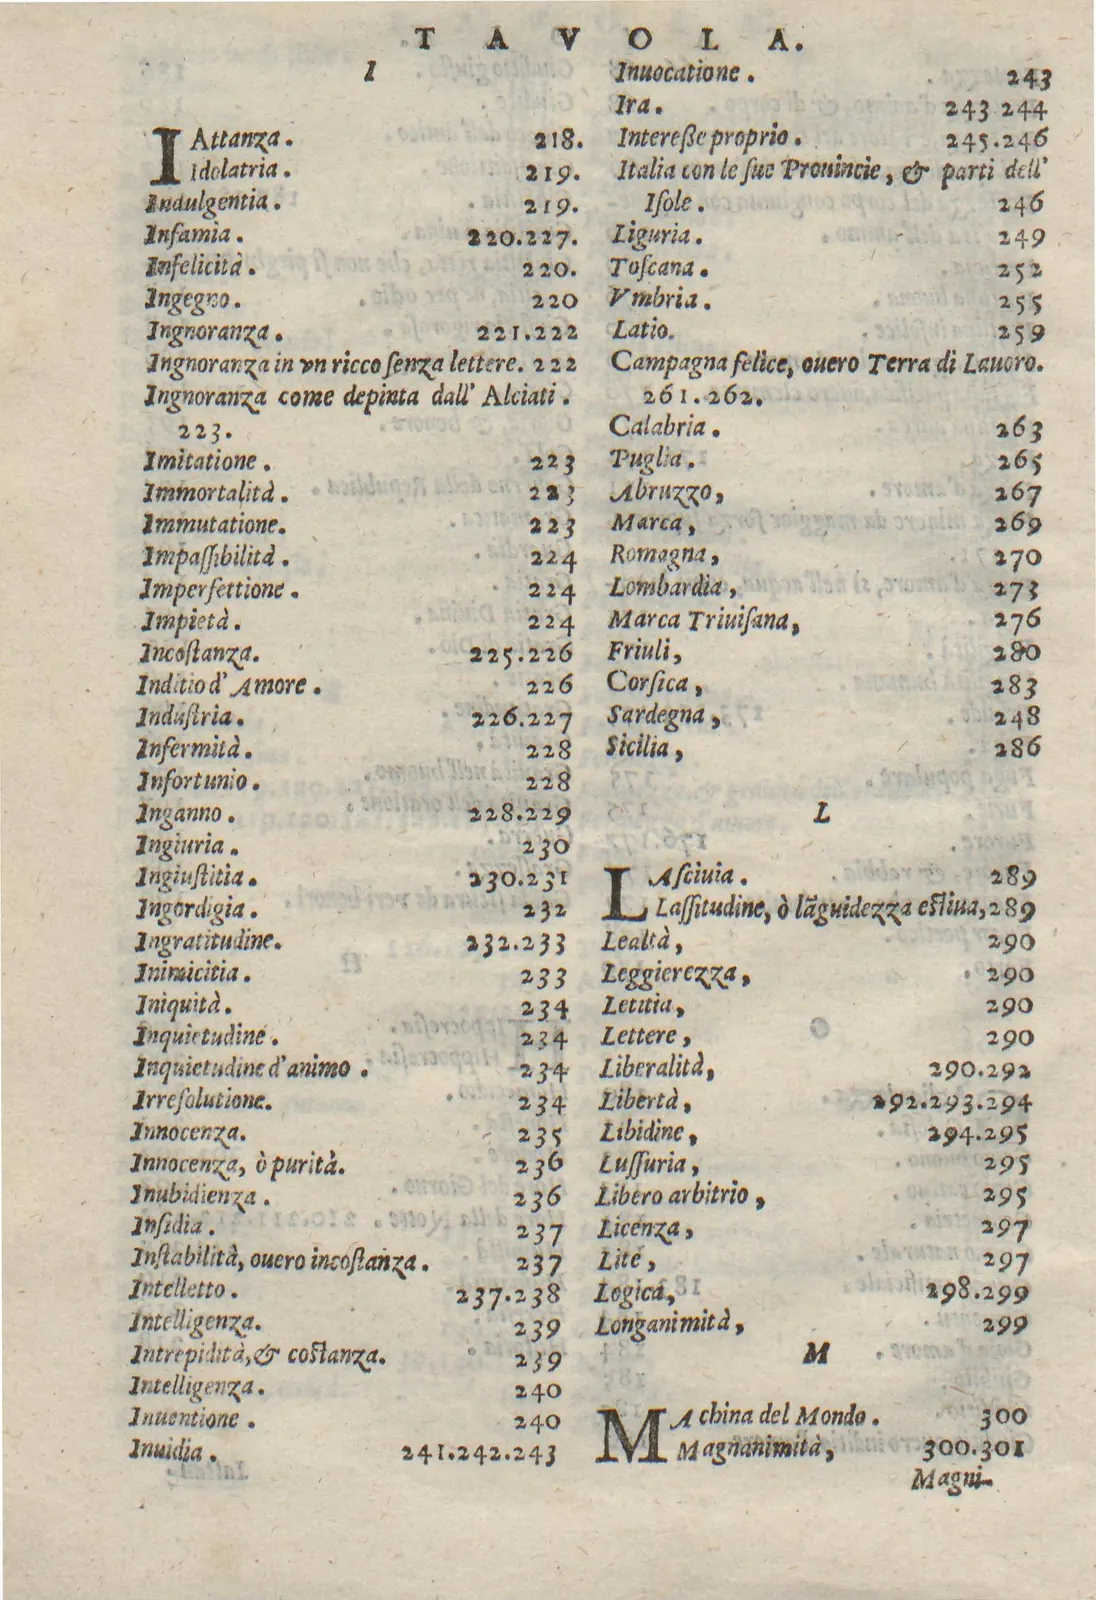 TAVOLA.
I
IAttanza. 218.
Idolatria. 219.
Indulgentia. 219.
Infamia. 220.227.
Infelicità. 220.
Ingegno. 220
Ingnoranza. 221.222
Ingnoranza in vn ricco ſenza lettere. 222
Ingnoranza come depinta dall' Alciati.
223.
Imitatione. 223
Immortalità. 223
Immutatione. 223
Impaſſibilità. 224
Imperfettione. 224
Impietà. 224
Incoſtanza. 225.226
Inditio d'Amore. 226
Induſtria. 226.227
Infermità. 228
Infortunio. 228
Inganno. 228.229
Ingiuria. 230
Ingiuſtitia. 230.231
Ingordigia. 232
Ingratitudine. 232.233
Inimicitia. 233
Iniquità. 234
Inquietudine. 234
Inquietudine d'animo. 234
Irreſolutione. 234
Innocenza. 235
Innocenza, ò purità. 236
Inubidienza. 236
Inſidia. 237
Inſtabilità, ouero incoſtanza. 237
Intelletto. 237.238
Intelligenza. 239
Intrepidità, & coſtanza. 239
Intelligenza. 240
Inuentione. 240
Inuidia. 241.242.243
Inuocatione. 243
Ira. 243 244
Intereße proprio. 245.246
Italia con le ſue Prouincie, & parti dell'
Iſole. 246
Liguria. 249
Toſcana. 252
Vmbria. 255
Latio. 259
Campagna felice, ouero Terra di Lauoro.
261.262.
Calabria. 263
Puglia. 265
Abruzzo, 267
Marca, 269
Romagna, 270
Lombardia, 273
Marca Triuiſana, 276
Friuli, 280
Corſica, 283
Sardegna, 248
Sicilia, 286
L
LAſciuia. 289
Laſſitudine, ò lãguidezza eſtiua, 289
Lealtà, 290
Leggierezza, 290
Letitia, 290
Lettere, 290
Liberalità, 290.292
Libertà, 292.293.294
Libidine, 294.295
Luſſuria, 295
Libero arbitrio, 295
Licenza, 297
Lite, 297
Logica, 298.299
Longanimità, 299
M
MAchina del Mondo. 300
Magnanimità, 300.301
Magni-